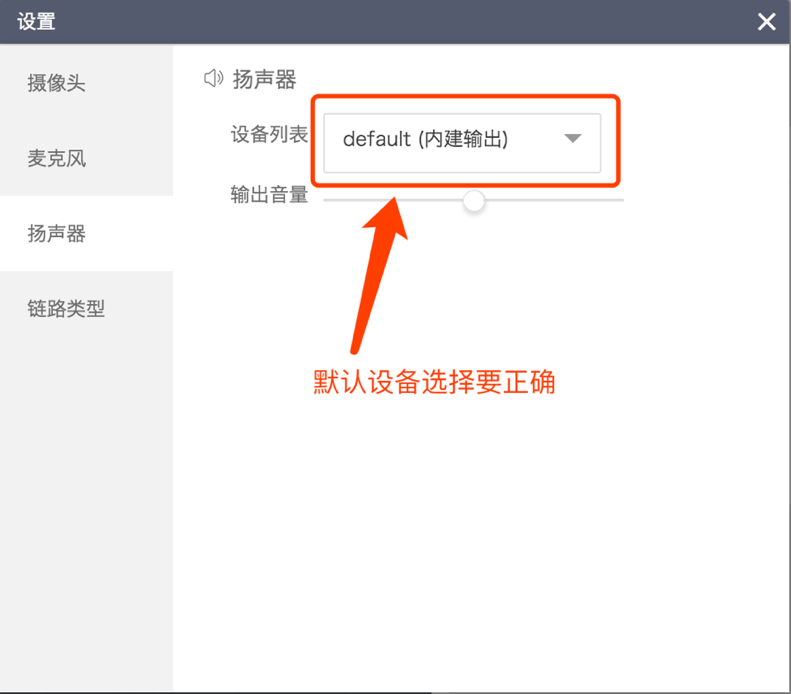 设置
摄像头
麦克风
扬声器
链路类型
扬声器
设备列表
default (内建输出)
输出音量
默认设备选择要正确